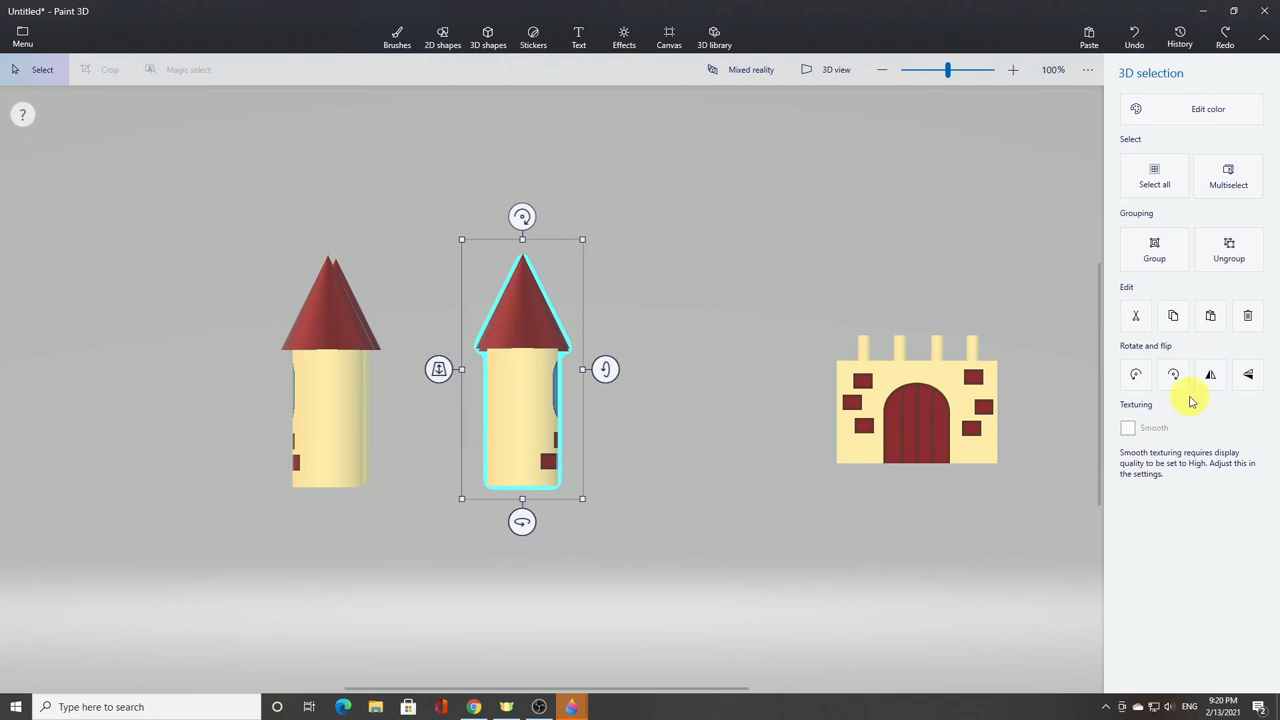 Untitled* - Paint 3D
Menu
Brushes
2D shapes
3D shapes
Stickers
Text
Effects
Canvas
3D library
Paste
Undo
History
Redo
Select
Crop
Magic select
Mixed reality
3D view
100%
3D selection
?
Edit color
Select
Select all
Multiselect
Grouping
Group
Ungroup
Edit
Rotate and flip
Texturing
Smooth
Smooth texturing requires display
quality to be set to High. Adjust this in
the settings.
Type here to search
ENG
9:20 PM
2/13/2021
2